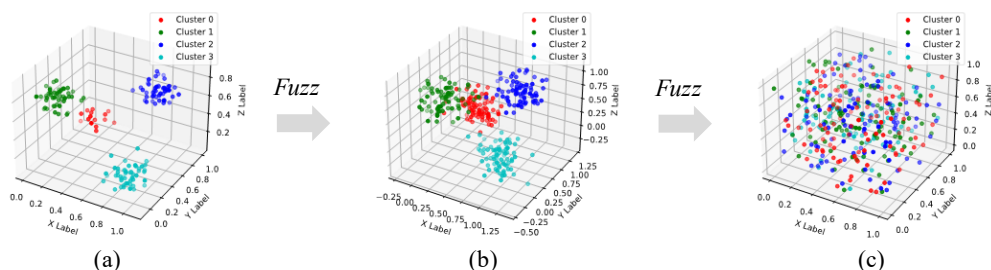 Cluster 0
Cluster 1
Cluster 2
Cluster 3
0.8
0.6
0.4
0.2
Z Label
0.0
0.2
0.4
0.6
0.8
1.0
X Label
0.0
0.2
0.4
0.6
0.8
1.0
Y Label
(a)
Fuzz
Cluster 0
Cluster 1
Cluster 2
Cluster 3
1.00
0.75
0.50
0.25
0.00
−0.25
Z Label
−0.25
0.00
0.25
0.50
0.75
1.00
1.25
X Label
−0.50
−0.25
0.00
0.25
0.50
0.75
1.00
1.25
Y Label
(b)
Fuzz
Cluster 0
Cluster 1
Cluster 2
Cluster 3
1.0
0.8
0.6
0.4
0.2
0.0
Z Label
0.0
0.2
0.4
0.6
0.8
1.0
X Label
0.0
0.2
0.4
0.6
0.8
1.0
Y Label
(c)